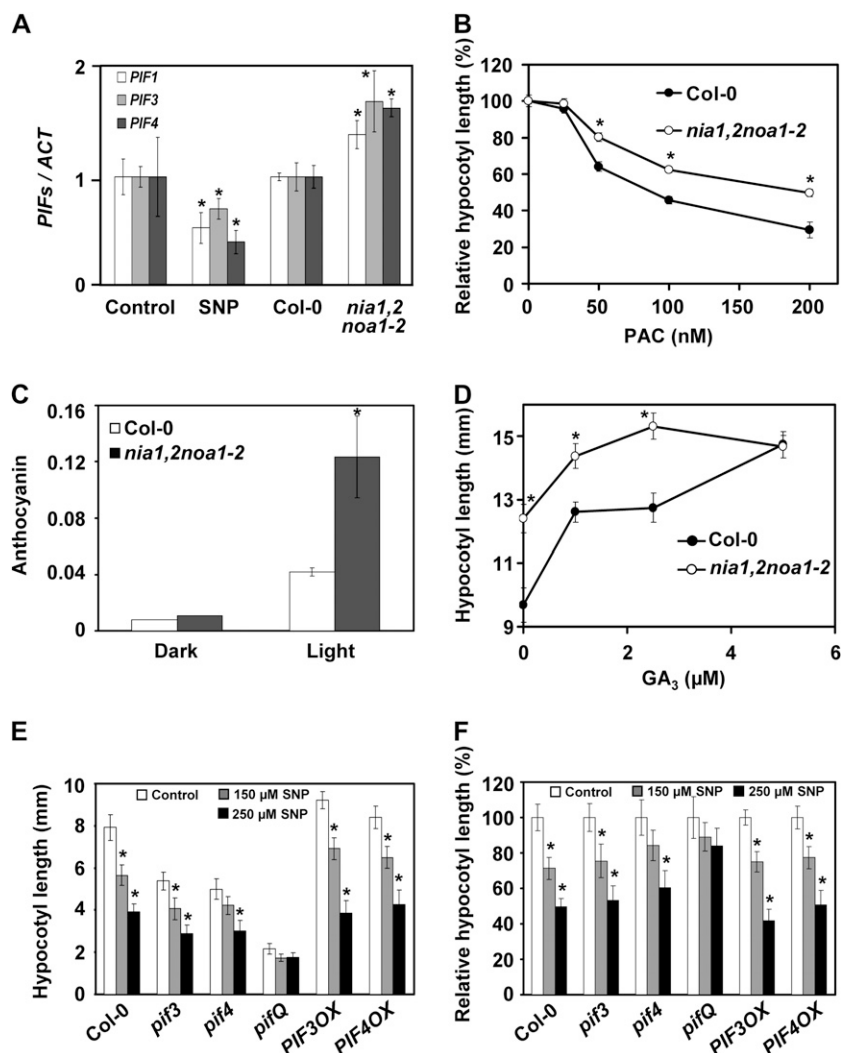 A
PIFs / ACT
2
1
0
PIF1
PIF3
PIF4
* * *
* * *
Control SNP Col-0 nia1,2 noa1-2
B
Relative hypocotyl length (%)
120
100
80
60
40
20
0
Col-0
nia1,2noa1-2
* * *
0 50 100 150 200
PAC (nM)
C
Anthocyanin
0.16
0.12
0.08
0.04
0
Col-0
nia1,2noa1-2
*
Dark Light
D
Hypocotyl length (mm)
15
13
11
9
* * *
Col-0
nia1,2noa1-2
0 2 4 6
GA3 (µM)
E
Hypocotyl length (mm)
10
8
6
4
2
0
Control 150 µM SNP
250 µM SNP
* * * * * * * * *
Col-0 pif3 pif4 pifQ PIF3OX PIF4OX
F
Relative hypocotyl length (%)
120
100
80
60
40
20
0
Control 150 µM SNP 250 µM SNP
* * * * * * * * *
Col-0 pif3 pif4 pifQ PIF3OX PIF4OX